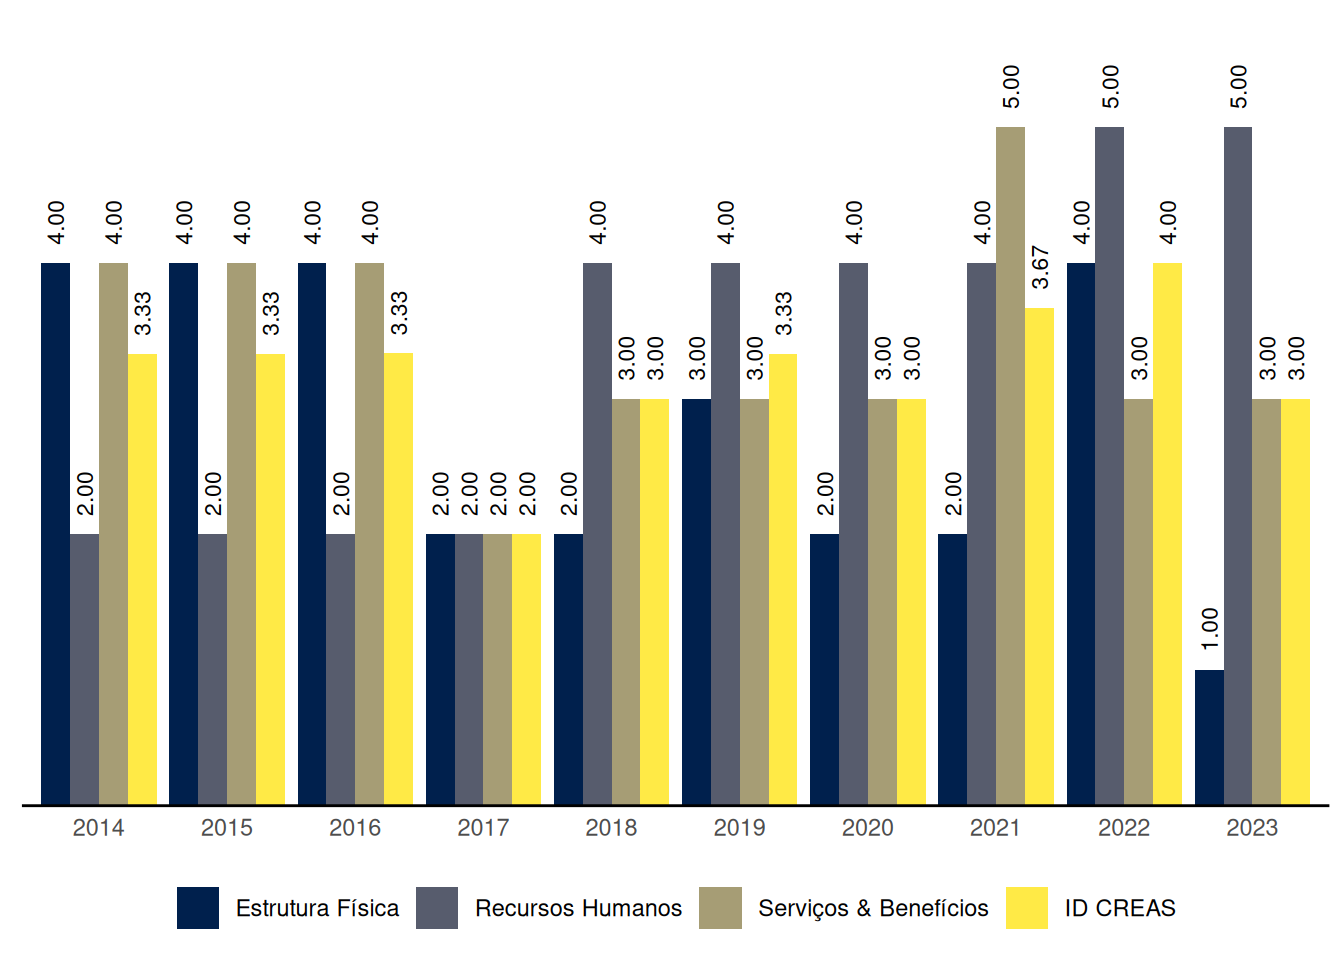 5.00 5.00 5.00
4.00 4.00 4.00 4.00 4.00 4.00 4.00 4.00 4.00 4.00 4.00 4.00
3.67
3.33 3.33 3.33 3.33
3.00 3.00 3.00 3.00 3.00 3.00 3.00 3.00 3.00
2.00 2.00 2.00 2.00 2.00 2.00 2.00 2.00 2.00 2.00
1.00
2014 2015 2016 2017 2018 2019 2020 2021 2022 2023
Estrutura Física Recursos Humanos Serviços & Benefícios ID CREAS